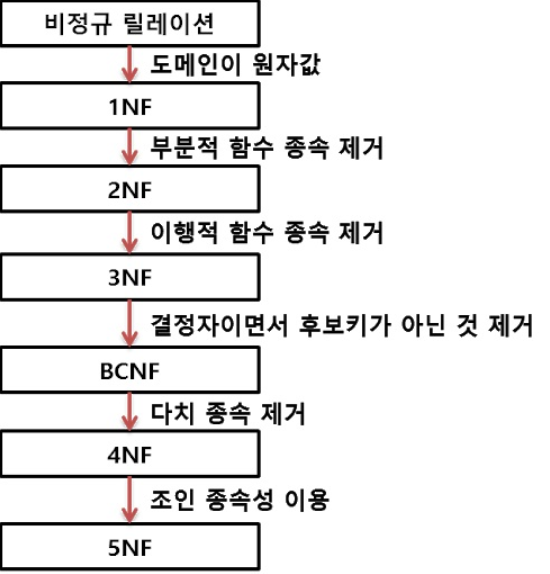 비정규 릴레이션
도메인이 원자값
1NF
부분적 함수 종속 제거
2NF
이행적 함수 종속 제거
3NF
결정자이면서 후보키가 아닌 것 제거
BCNF
다치 종속 제거
4NF
조인 종속성 이용
5NF